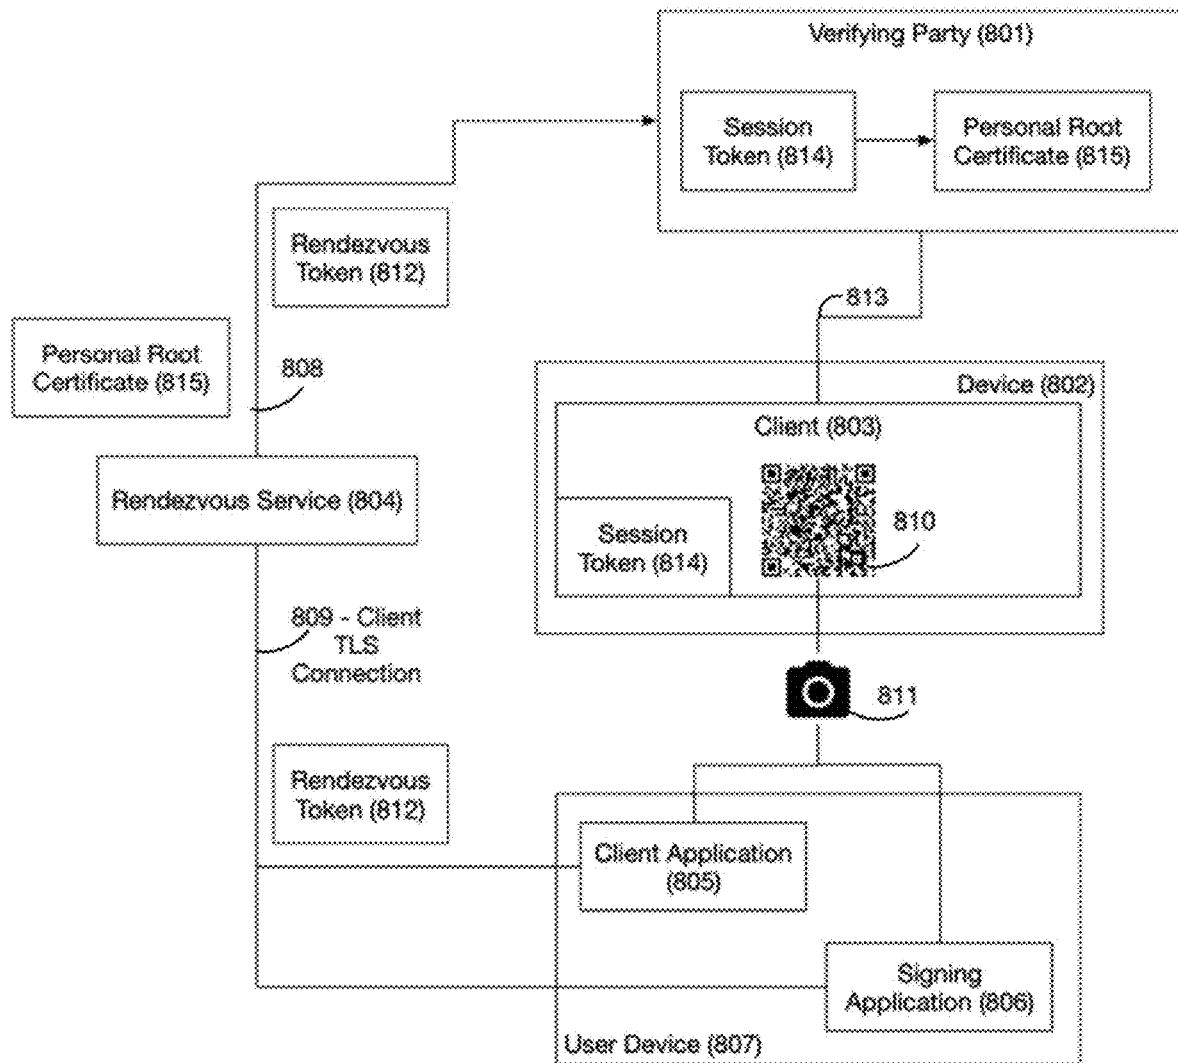 Verifying Party (801)
Session
Token (814)
Personal Root
Certificate (815)
Rendezvous
Token (812)
813
Personal Root
Certificate (815)
808
Device (802)
Client (803)
Rendezvous Service (804)
810
Session
Token (814)
809 - Client
TLS
Connection
811
Rendezvous
Token (812)
Client Application
(805)
Signing
Application (806)
User Device (807)